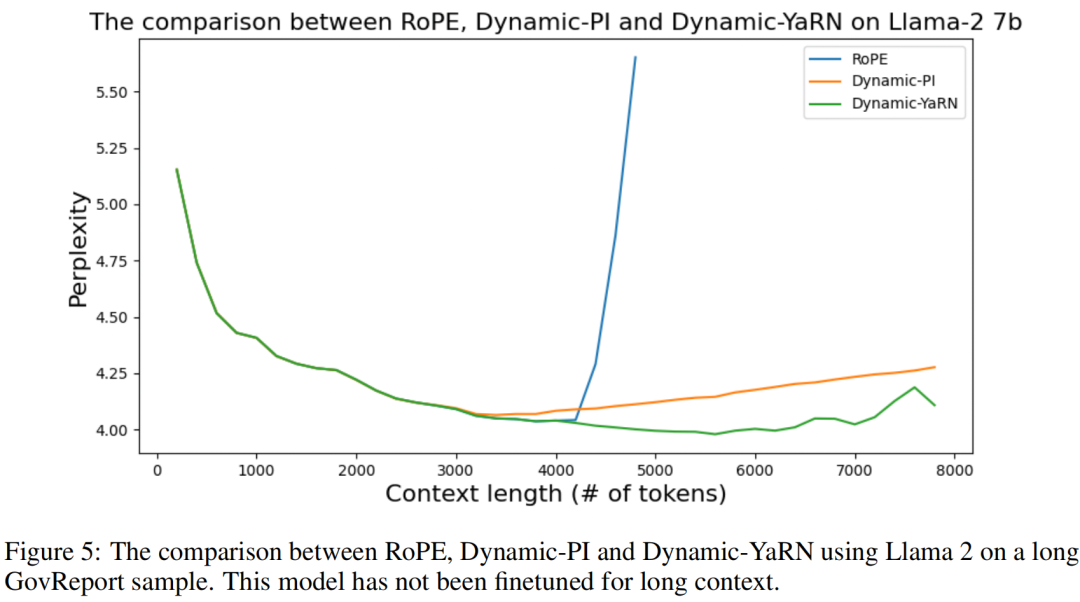 The comparison between RoPE, Dynamic-PI and Dynamic-YaRN on Llama-2 7b
RoPE
Dynamic-PI
Dynamic-YaRN
5.50
5.25
5.00
4.75
4.50
4.25
4.00
Perplexity
0 1000 2000 3000 4000 5000 6000 7000 8000
Context length (# of tokens)
Figure 5: The comparison between RoPE, Dynamic-PI and Dynamic-YaRN using Llama 2 on a long
GovReport sample. This model has not been finetuned for long context.